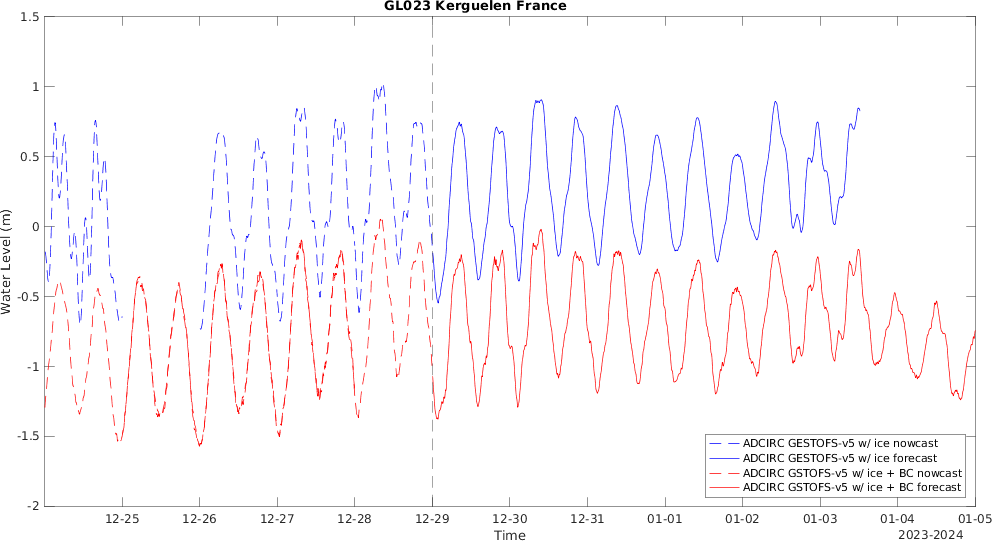 GL023 Kerguelen France
1.5
1
0.5
0
-0.5
-1
-1.5
-2
Water Level (m)
12-25 12-26 12-27 12-28 12-29 12-30 12-31 01-01 01-02 01-03 01-04 01-05
Time
2023-2024
ADCIRC GESTOFS-v5 w/ ice nowcast
ADCIRC GESTOFS-v5 w/ ice forecast
ADCIRC GSTOFS-v5 w/ ice + BC nowcast
ADCIRC GSTOFS-v5 w/ ice + BC forecast